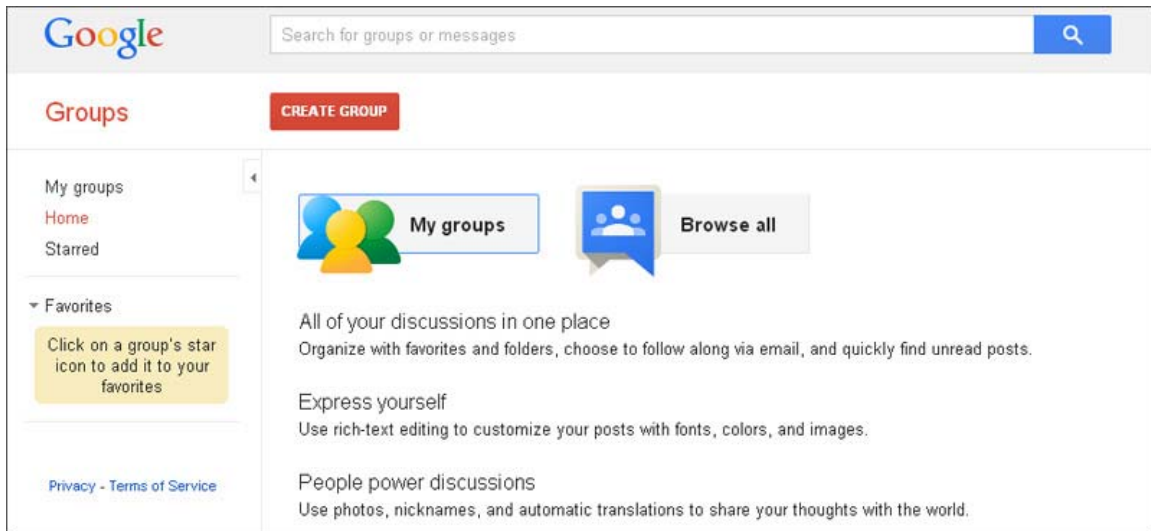 Google
Search for groups or messages
Groups
CREATE GROUP
My groups
Home
Starred
Favorites
Click on a group's star
icon to add it to your
favorites
Privacy - Terms of Service
My groups
Browse all
All of your discussions in one place
Organize with favorites and folders, choose to follow along via email, and quickly find unread posts.
Express yourself
Use rich-text editing to customize your posts with fonts, colors, and images.
People power discussions
Use photos, nicknames, and automatic translations to share your thoughts with the world.